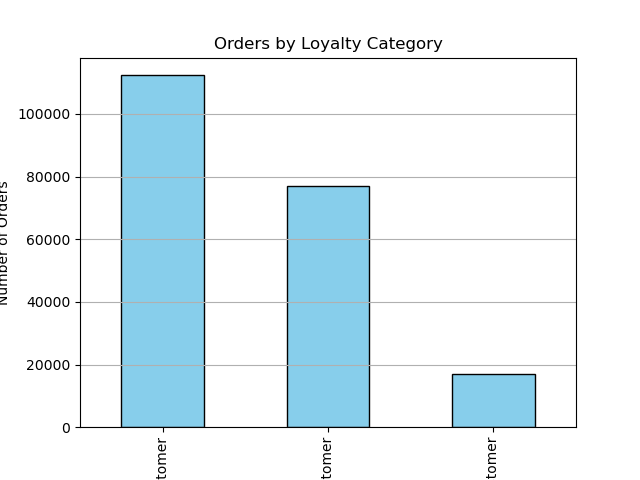 Orders by Loyalty Category
Number of Orders
100000
80000
60000
40000
20000
0
tomer
tomer
tomer